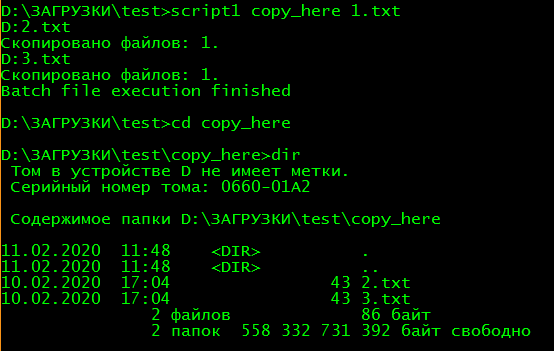 D:\ЗАГРУЗКИ\test>script1 copy_here 1.txt
D:2.txt
Скопировано файлов: 1.
D:3.txt
Скопировано файлов: 1.
Batch file execution finished
D:\ЗАГРУЗКИ\test>cd copy_here
D:\ЗАГРУЗКИ\test\copy_here>dir
Том в устройстве D не имеет метки.
Серийный номер тома: 0660-01A2
Содержимое папки D:\ЗАГРУЗКИ\test\copy_here
11.02.2020 11:48 <DIR> .
11.02.2020 11:48 <DIR> ..
10.02.2020 17:04 43 2.txt
10.02.2020 17:04 43 3.txt
2 файлов 86 байт
2 папок 558 332 731 392 байт свободно